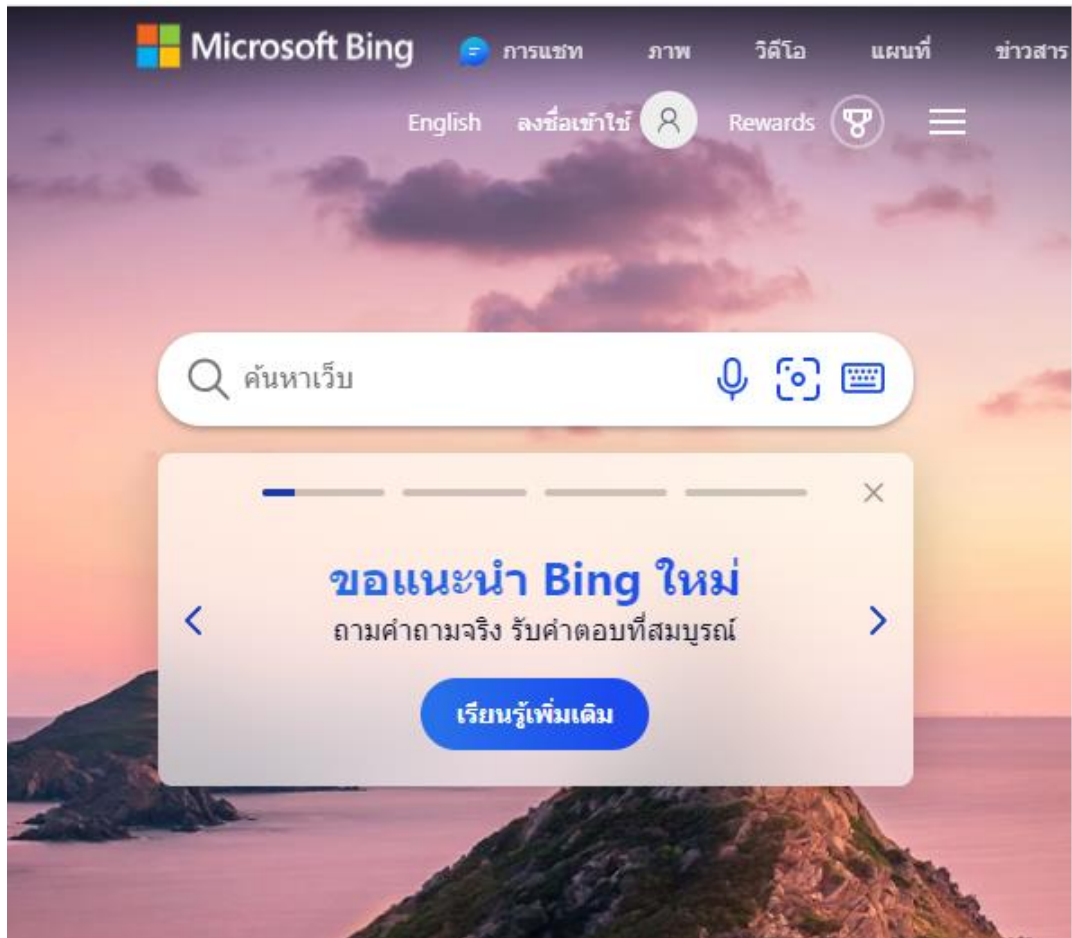 Microsoft Bing การแชท ภาพ วิดีโอ แผนที่ ข่าวสาร
English ลงชื่อเข้าใช้ Rewards
ค้นหาเว็บ
ขอแนะนำ Bing ใหม่
ถามคำถามจริง รับคำตอบที่สมบูรณ์
เรียนรู้เพิ่มเติม